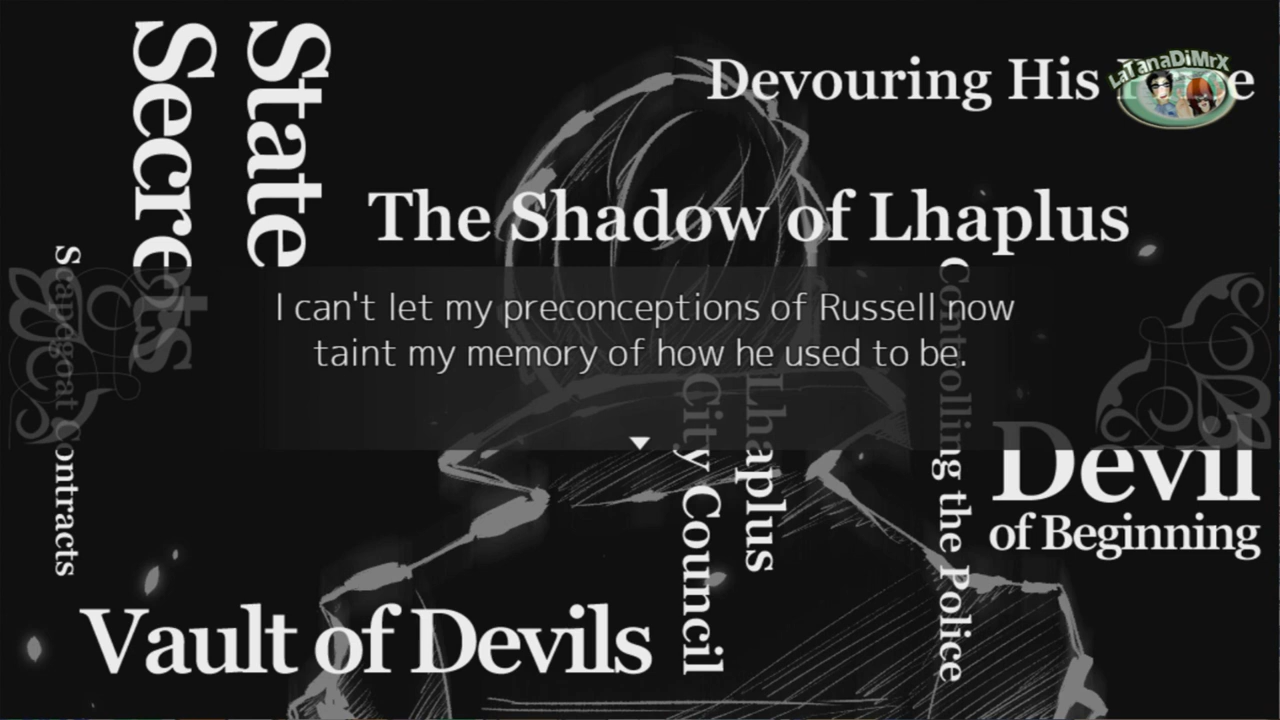 State
Secrets
Devouring His
LaTanaDiMrX
The Shadow of Lhaplus
Scapegoat Contracts
I can't let my preconceptions of Russell now
taint my memory of how he used to be.
Lhaplus
City Council
Controlling the Police
Devil
of Beginning
Vault of Devils